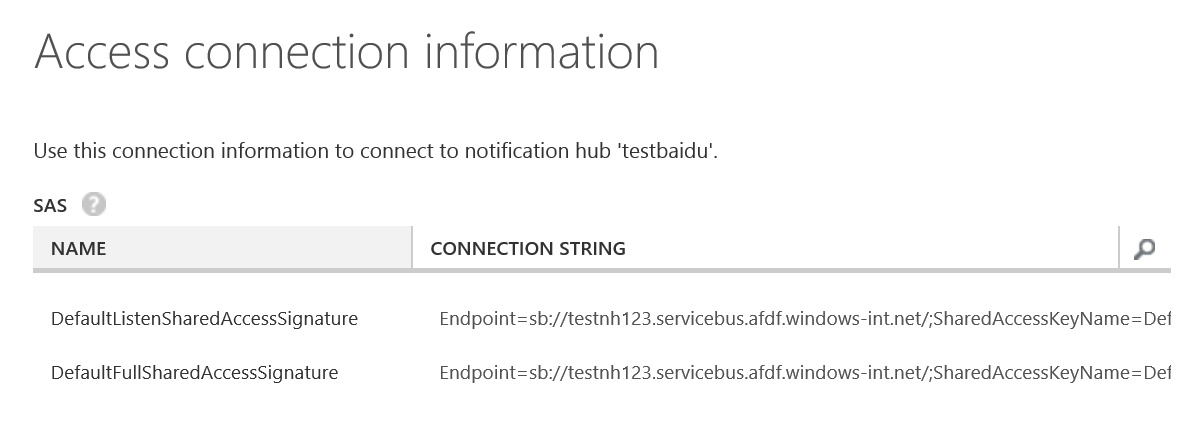 Access connection information
Use this connection information to connect to notification hub 'testbaidu'.
SAS ?
NAME CONNECTION STRING
DefaultListenSharedAccessSignature Endpoint=sb://testnh123.servicebus.afdf.windows-int.net/;SharedAccessKeyName=Def
DefaultFullSharedAccessSignature Endpoint=sb://testnh123.servicebus.afdf.windows-int.net/;SharedAccessKeyName=Def